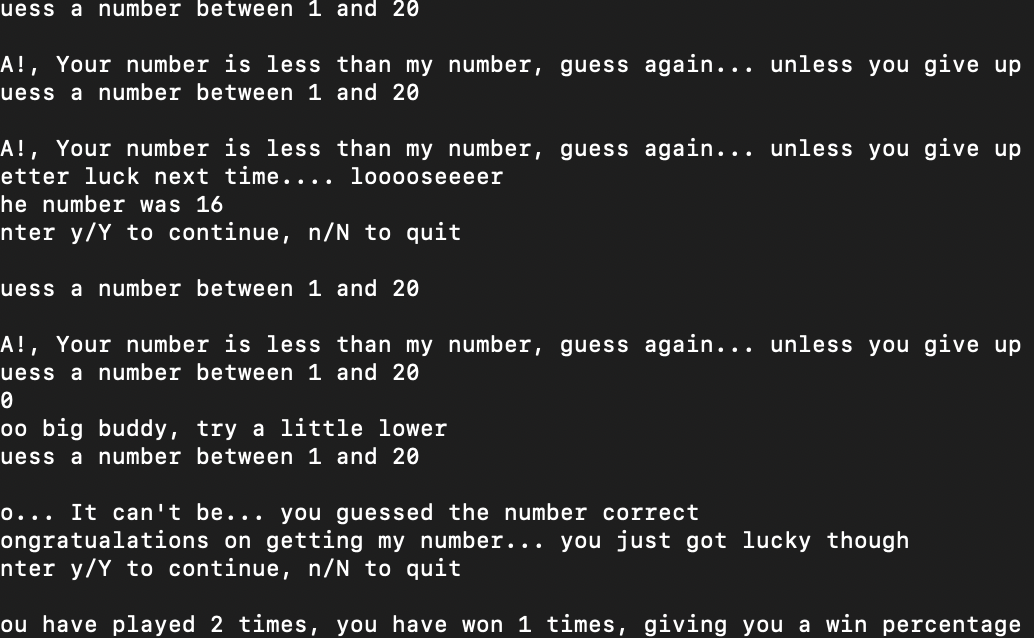 uess a number between 1 and 20
A!, Your number is less than my number, guess again... unless you give up
uess a number between 1 and 20
A!, Your number is less than my number, guess again... unless you give up
etter luck next time.... looooseeeer
he number was 16
nter y/Y to continue, n/N to quit
uess a number between 1 and 20
A!, Your number is less than my number, guess again... unless you give up
uess a number between 1 and 20
0
oo big buddy, try a little lower
uess a number between 1 and 20
o... It can't be... you guessed the number correct
ongratualations on getting my number... you just got lucky though
nter y/Y to continue, n/N to quit
ou have played 2 times, you have won 1 times, giving you a win percentage